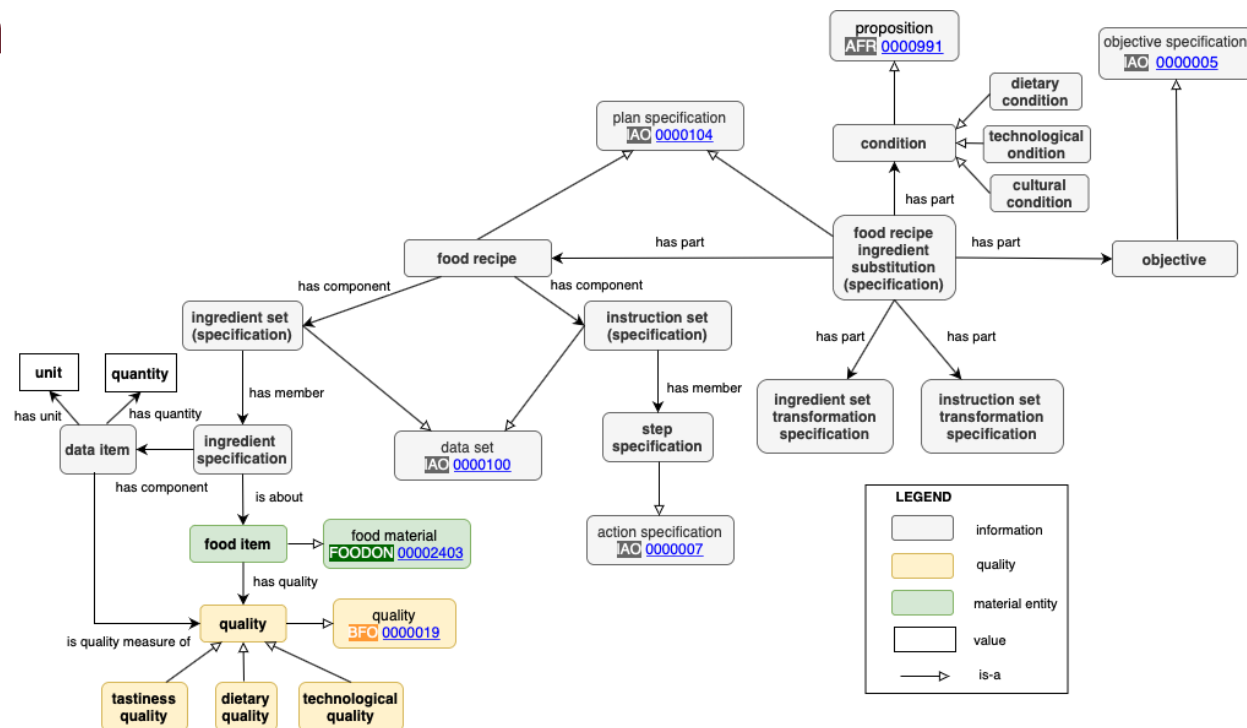 proposition
AFR 0000991
objective specification
IAO 0000005
dietary
condition
plan specification
IAO 0000104
condition
technological
ondition
cultural
condition
has part
food recipe
ingredient
substitution
(specification)
has part
has part
food recipe
objective
has component
has component
ingredient set
(specification)
instruction set
(specification)
has part
has part
unit
quantity
has member
has member
ingredient set
transformation
specification
instruction set
transformation
specification
has unit
has quantity
data item
ingredient
specification
data set
IAO 0000100
step
specification
has component
is about
LEGEND
information
quality
material entity
value
is-a
food item
food material
FOODON 00002403
action specification
IAO 0000007
has quality
quality
quality
BFO 0000019
is quality measure of
tastiness
quality
dietary
quality
technological
quality